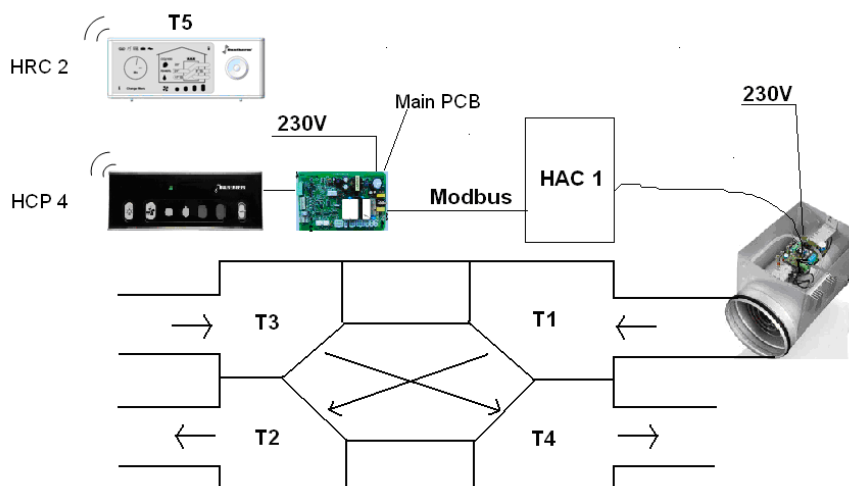 T5
HRC 2
230V
Main PCB
230V
HCP 4
Modbus
HAC 1
T3
T1
T2
T4